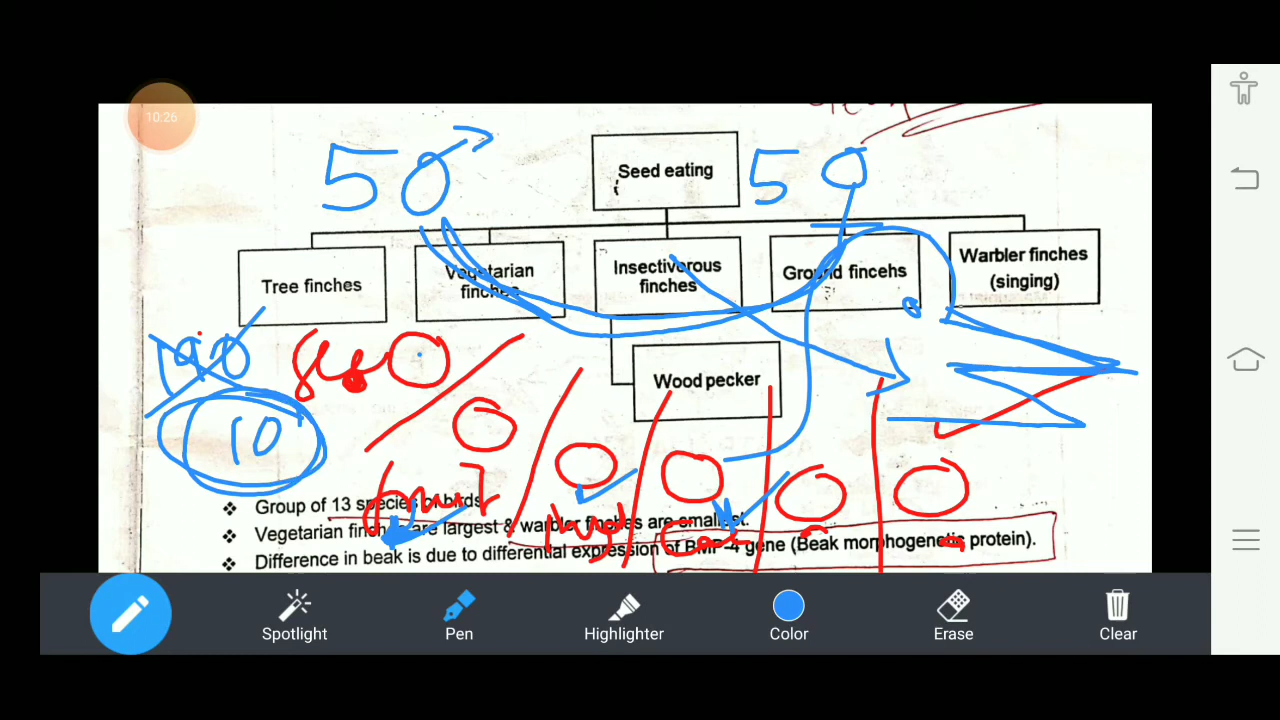 10:26
50
Seed eating
50
Tree finches
Vegetarian finches
Insectivorous finches
Ground fincehs
Warbler finches
(singing)
10
Wood pecker
❖ Group of 13 species of birds.
❖ Vegetarian finches are largest & warbler finches are smallest.
❖ Difference in beak is due to differential expression of BMP-4 gene (Beak morphogenetis protein).
Spotlight
Pen
Highlighter
Color
Erase
Clear